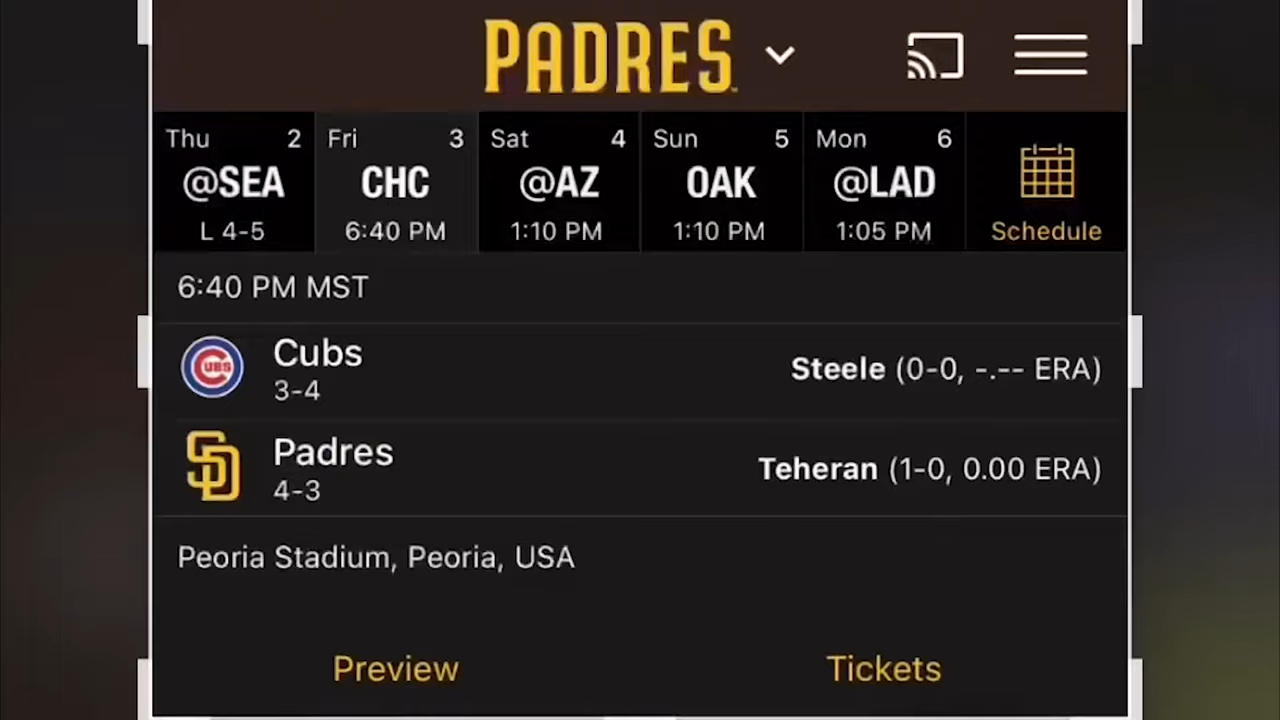 PADRES
Thu 2 Fri 3 Sat 4 Sun 5 Mon 6
@SEA CHC @AZ OAK @LAD
L 4-5 6:40 PM 1:10 PM 1:10 PM 1:05 PM Schedule
6:40 PM MST
CUBS
Cubs
3-4
Steele (0-0, -.-- ERA)
SD
Padres
4-3
Teheran (1-0, 0.00 ERA)
Peoria Stadium, Peoria, USA
Preview Tickets